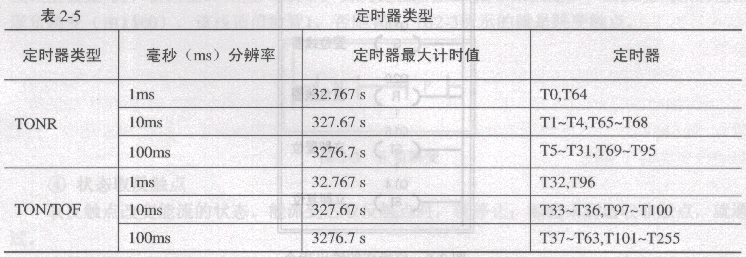 表 2-5 定时器类型
定时器类型 毫秒（ms）分辨率 定时器最大计时值 定时器
TONR 1ms 32.767 s T0,T64
10ms 327.67 s T1~T4,T65~T68
100ms 3276.7 s T5~T31,T69~T95
TON/TOF 1ms 32.767 s T32,T96
10ms 327.67 s T33~T36,T97~T100
100ms 3276.7 s T37~T63,T101~T255